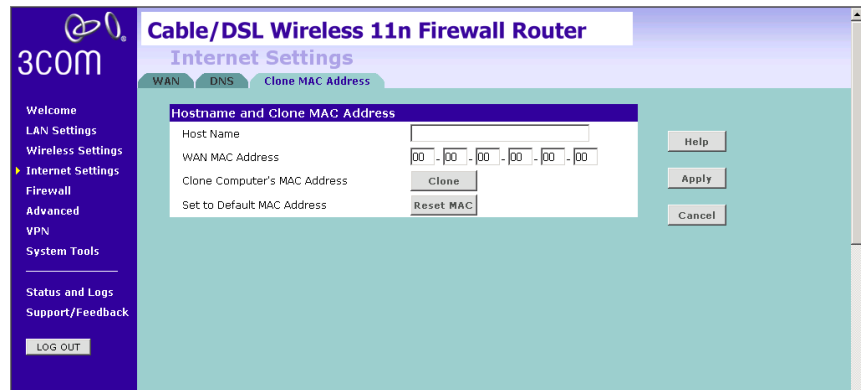 3COM
Cable/DSL Wireless 11n Firewall Router
Internet Settings
WAN DNS Clone MAC Address
Welcome
LAN Settings
Wireless Settings
Internet Settings
Firewall
Advanced
VPN
System Tools
Status and Logs
Support/Feedback
LOG OUT
Hostname and Clone MAC Address
Host Name
WAN MAC Address 00 - 00 - 00 - 00 - 00 - 00
Clone Computer's MAC Address Clone
Set to Default MAC Address Reset MAC
Help
Apply
Cancel